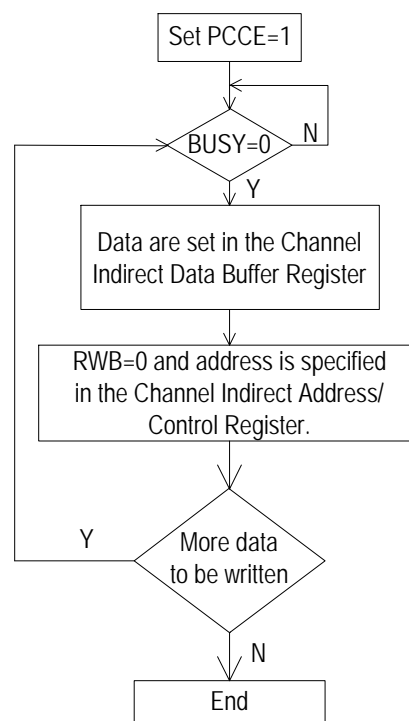 Set PCCE=1
BUSY=0
N
Y
Data are set in the Channel
Indirect Data Buffer Register
RWB=0 and address is specified
in the Channel Indirect Address/
Control Register.
Y
More data
to be written
N
End